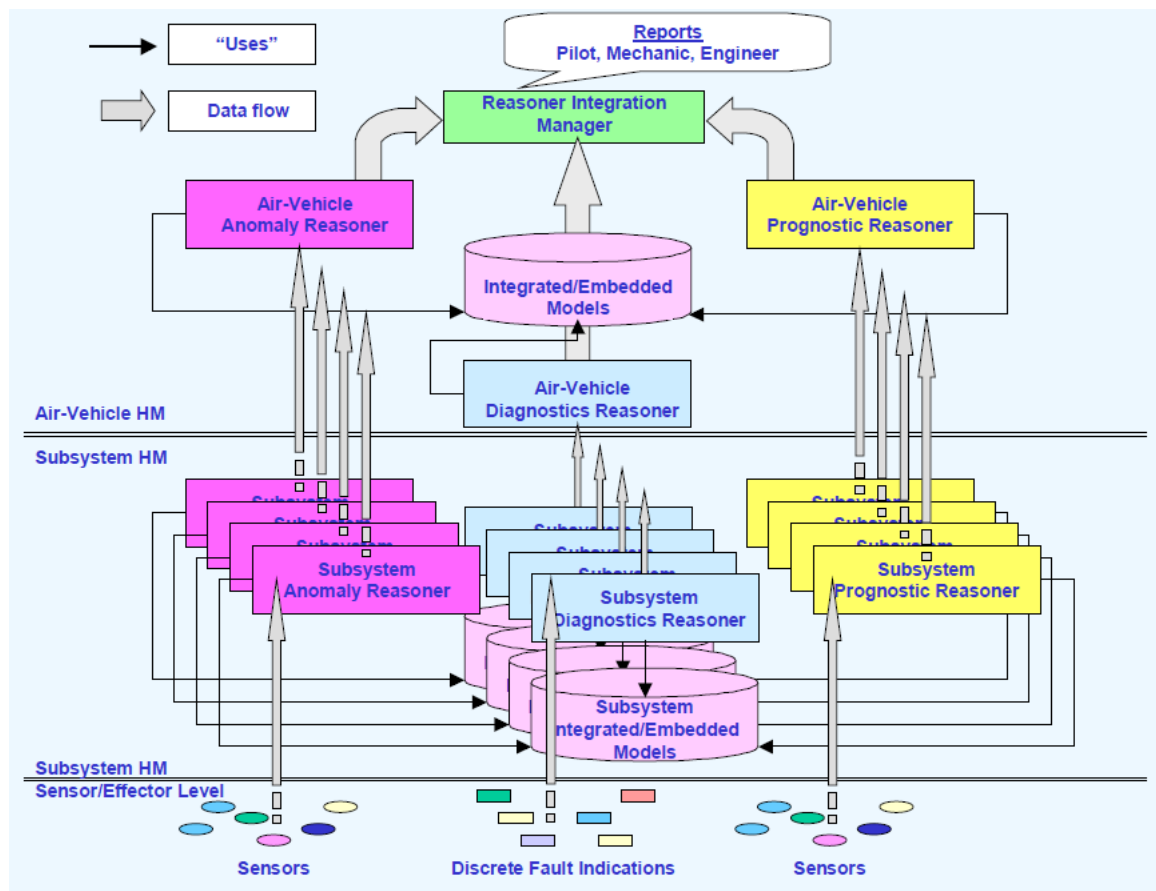 “Uses”
Data flow
Reports
Pilot, Mechanic, Engineer
Reasoner Integration
Manager
Air-Vehicle
Anomaly Reasoner
Air-Vehicle
Prognostic Reasoner
Integrated/Embedded
Models
Air-Vehicle
Diagnostics Reasoner
Air-Vehicle HM
Subsystem HM
Subsystem
Anomaly Reasoner
Subsystem
Diagnostics Reasoner
Subsystem
Prognostic Reasoner
Subsystem
Integrated/Embedded
Models
Subsystem HM
Sensor/Effector Level
Sensors
Discrete Fault Indications
Sensors